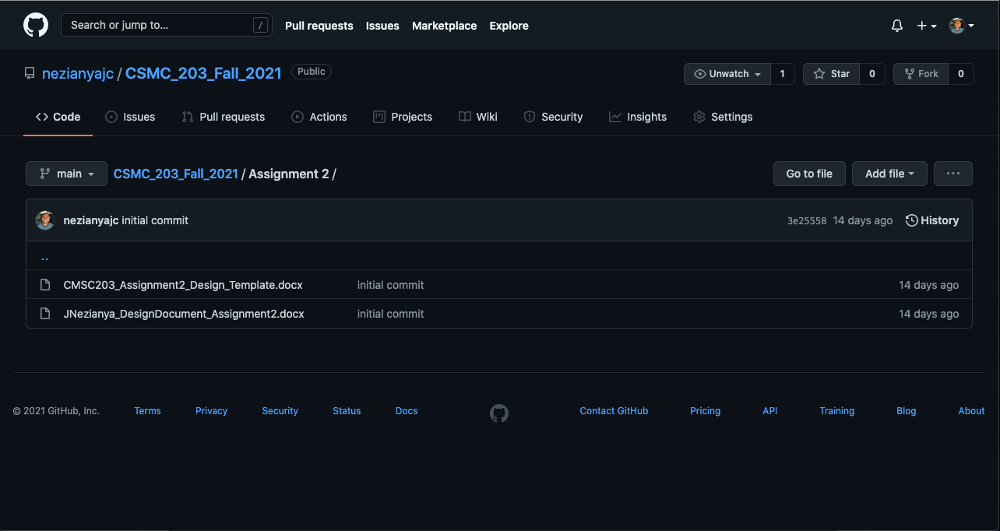 Search or jump to... / Pull requests Issues Marketplace Explore
nezianyajc / CSMC_203_Fall_2021 Public Unwatch 1 Star 0 Fork 0
Code Issues Pull requests Actions Projects Wiki Security Insights Settings
main CSMC_203_Fall_2021 / Assignment 2 / Go to file Add file ...
nezianyajc initial commit 3e25558 14 days ago History
..
CMSC203_Assignment2_Design_Template.docx initial commit 14 days ago
JNezianya_DesignDocument_Assignment2.docx initial commit 14 days ago
© 2021 GitHub, Inc. Terms Privacy Security Status Docs Contact GitHub Pricing API Training Blog About